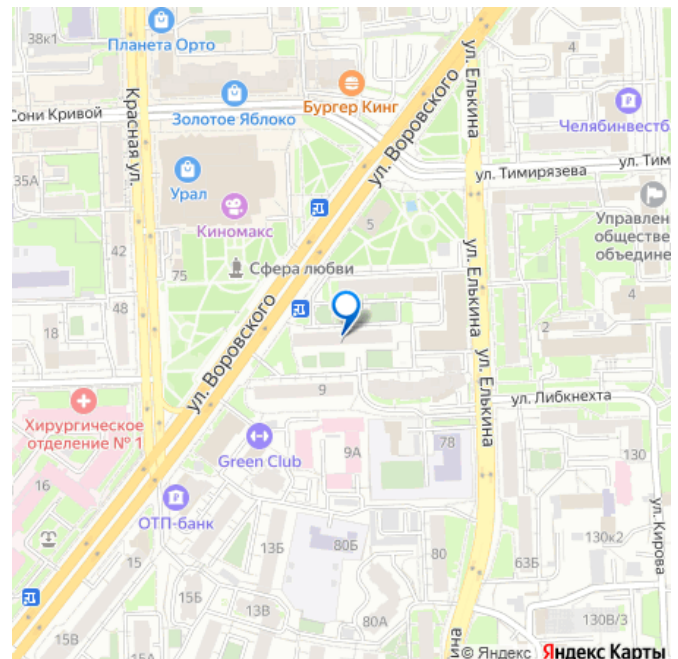 38к1
Планета Орто
4
ул. Елькина
ул. Воровского
Бургер Кинг
Сони Кривой
Золотое Яблоко
Красная ул.
Челябинвестб
ул. Тимирязева
ул. Тим
35А
Урал
Киномакс
5
Управлен
обществе
объедине
42
75
Сфера любви
ул. Елькина
48
4
18
2
ул. Воровского
ул. Елькина
9
ул. Либкнехта
Хирургическое
отделение № 1
Green Club
9А
78
130
16
ОТП-банк
ул. Кирова
13Б
80Б
130к2
15
80
63Б
15Б
13В
80А
130В/3
15В
15А
ени
© Яндекс Яндекс Карты